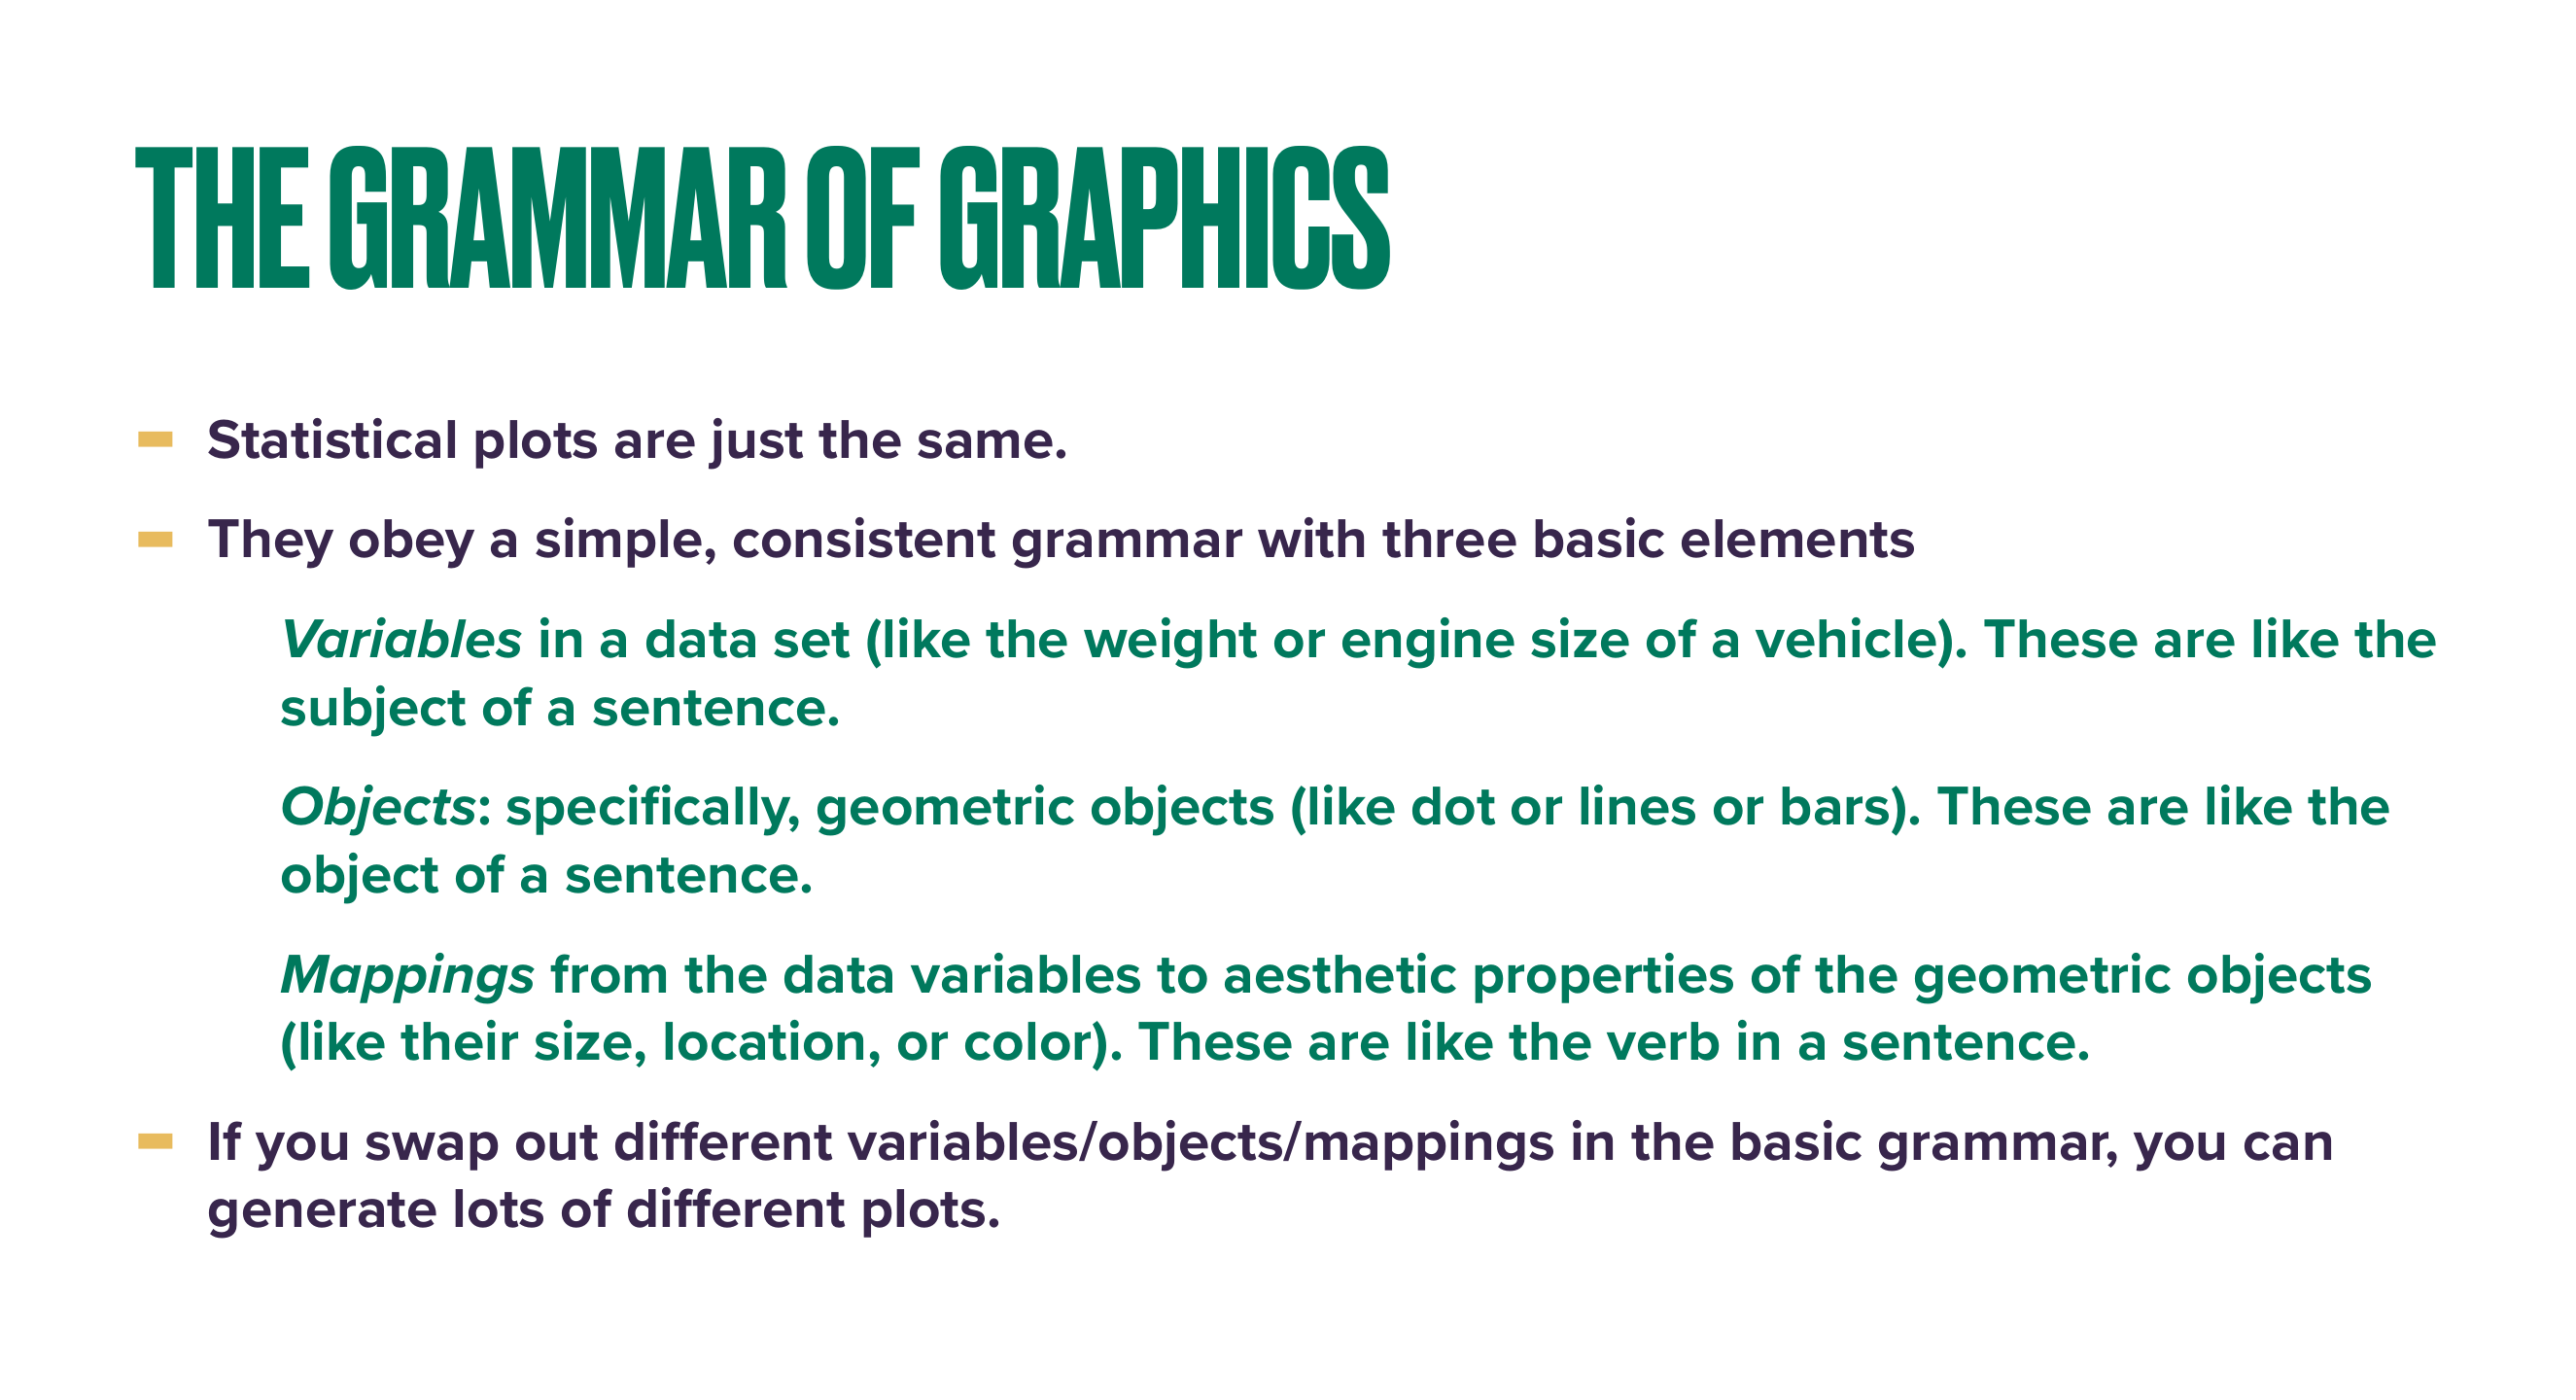 THE GRAMMAR OF GRAPHICS
Statistical plots are just the same.
They obey a simple, consistent grammar with three basic elements
Variables in a data set (like the weight or engine size of a vehicle). These are like the
subject of a sentence.
Objects: specifically, geometric objects (like dot or lines or bars). These are like the
object of a sentence.
Mappings from the data variables to aesthetic properties of the geometric objects
(like their size, location, or color). These are like the verb in a sentence.
If you swap out different variables/objects/mappings in the basic grammar, you can
generate lots of different plots.